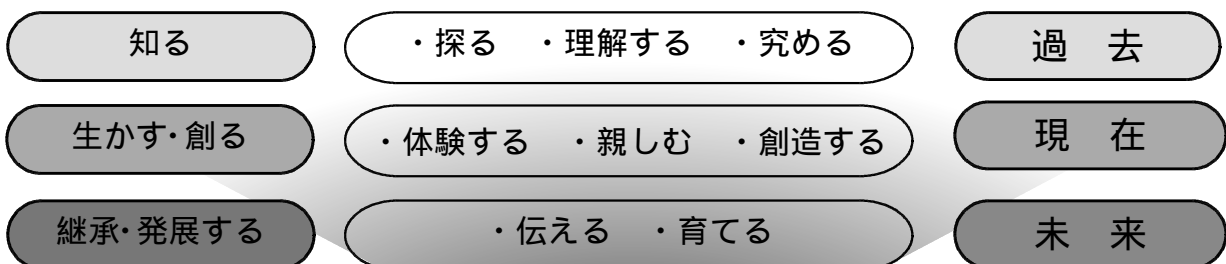 知る ・探る ・理解する ・究める 過 去
生かす・創る ・体験する ・親しむ ・創造する 現 在
継承・発展する ・伝える ・育てる 未 来